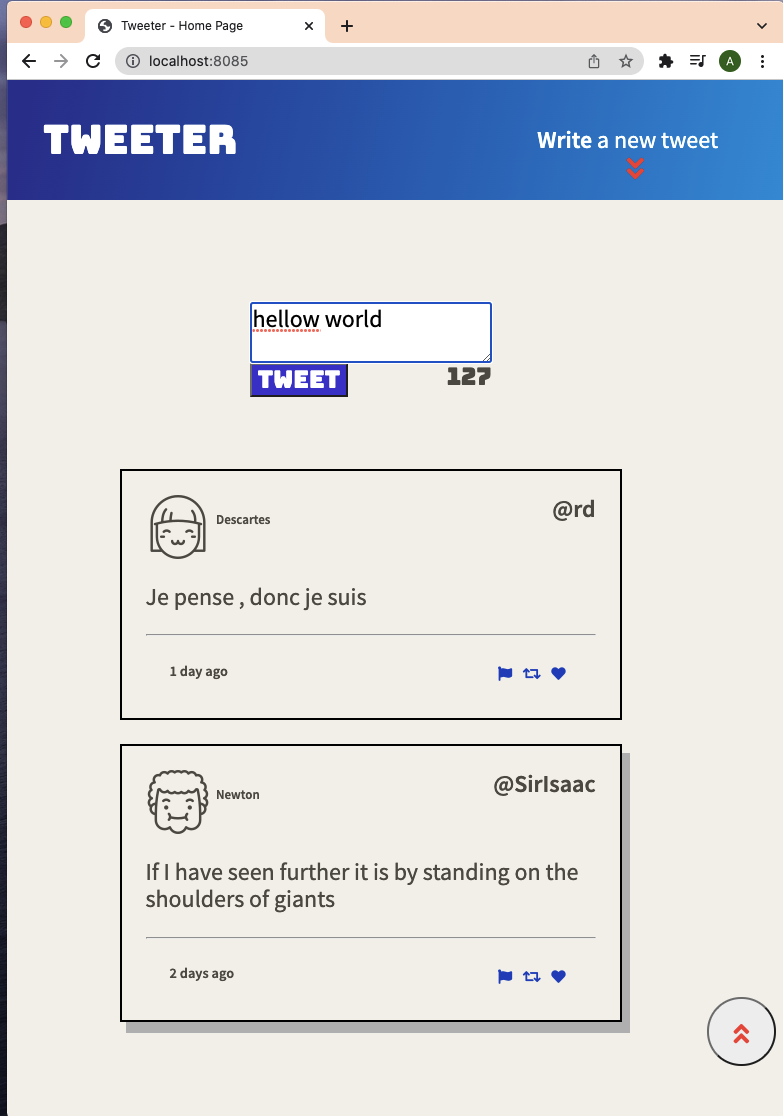 Tweeter - Home Page
localhost:8085
A
TWEETER
Write a new tweet
hellow world
TWEET
127
Descartes
@rd
Je pense , donc je suis
1 day ago
Newton
@SirIsaac
If I have seen further it is by standing on the
shoulders of giants
2 days ago